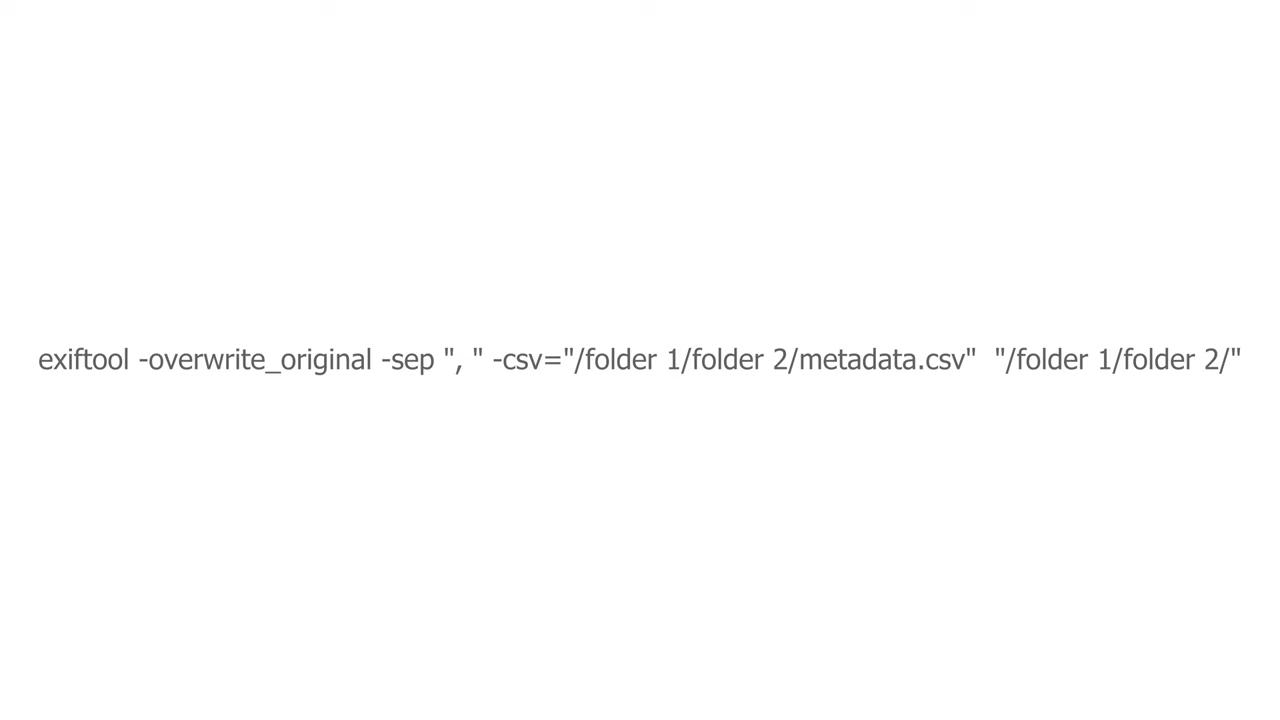 exiftool -overwrite_original -sep ", " -csv="/folder 1/folder 2/metadata.csv"  "/folder 1/folder 2/"